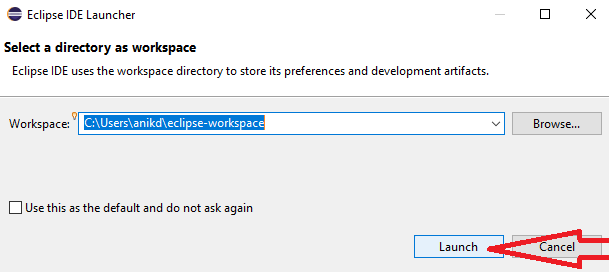 Eclipse IDE Launcher
Select a directory as workspace
Eclipse IDE uses the workspace directory to store its preferences and development artifacts.
Workspace: C:\Users\anikd\eclipse-workspace Browse...
Use this as the default and do not ask again
Launch Cancel